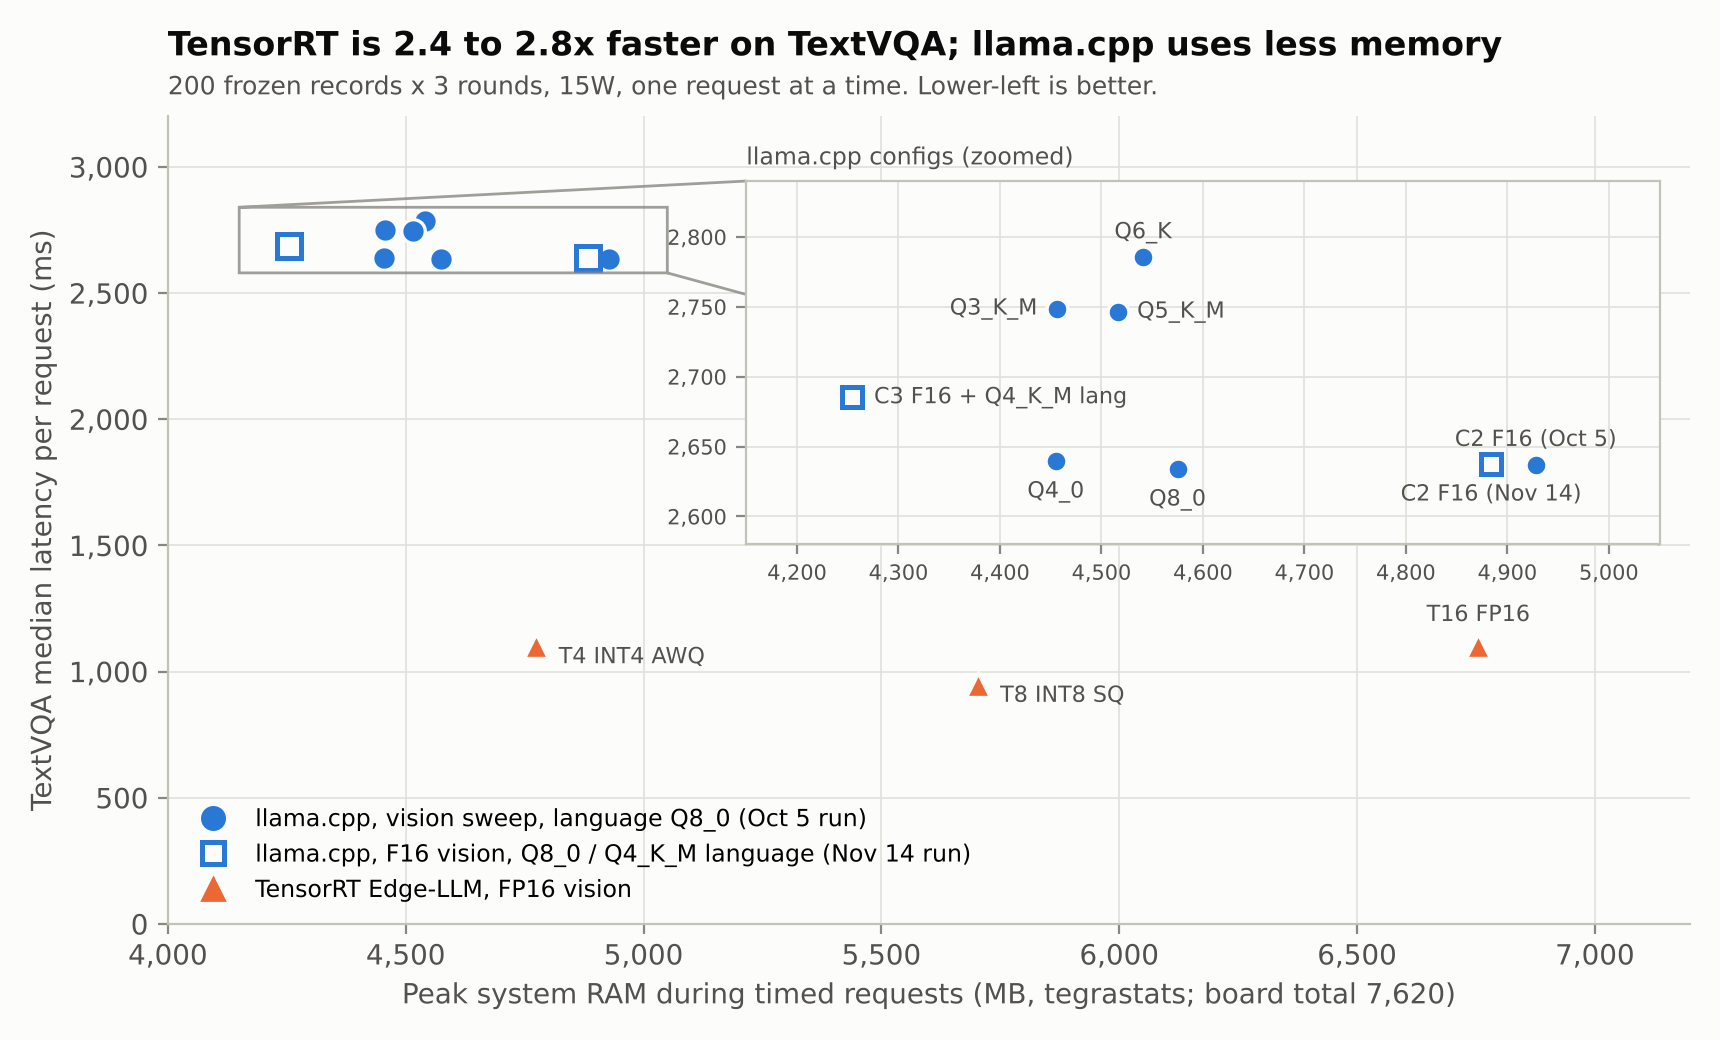 TensorRT is 2.4 to 2.8x faster on TextVQA; llama.cpp uses less memory
200 frozen records x 3 rounds, 15W, one request at a time. Lower-left is better.
TextVQA median latency per request (ms)
3,000
2,500
2,000
1,500
1,000
500
0
llama.cpp configs (zoomed)
2,800
2,750
2,700
2,650
2,600
Q6_K
Q3_K_M
Q5_K_M
C3 F16 + Q4_K_M lang
C2 F16 (Oct 5)
Q4_0
Q8_0
C2 F16 (Nov 14)
4,200 4,300 4,400 4,500 4,600 4,700 4,800 4,900 5,000
T16 FP16
T4 INT4 AWQ
T8 INT8 SQ
llama.cpp, vision sweep, language Q8_0 (Oct 5 run)
llama.cpp, F16 vision, Q8_0 / Q4_K_M language (Nov 14 run)
TensorRT Edge-LLM, FP16 vision
4,000 4,500 5,000 5,500 6,000 6,500 7,000
Peak system RAM during timed requests (MB, tegrastats; board total 7,620)